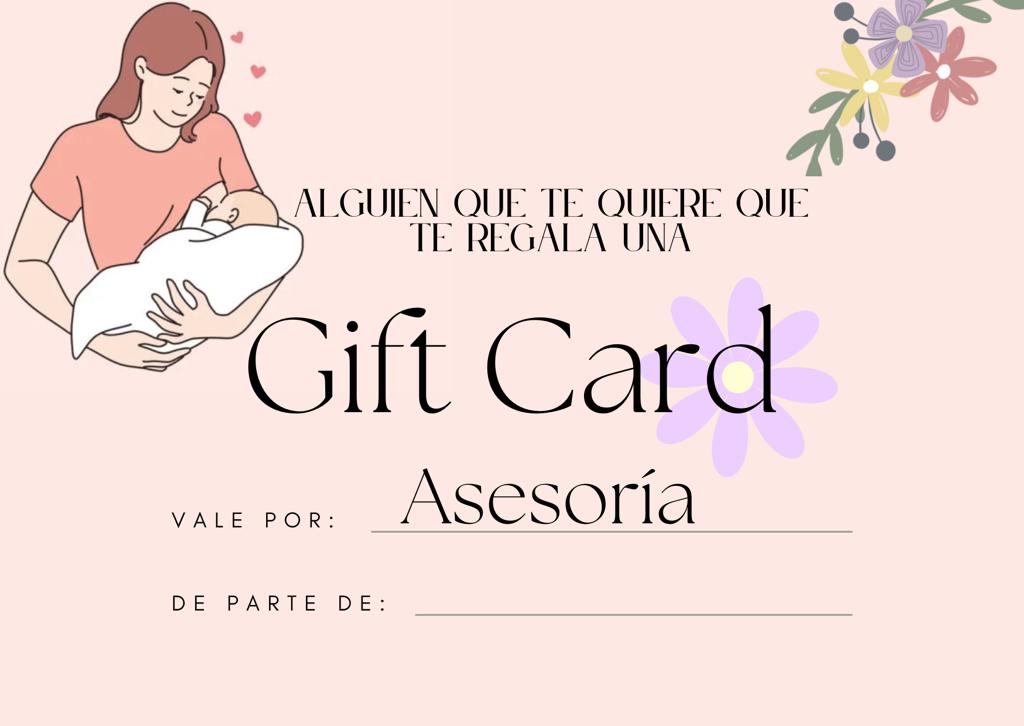 ALGUIEN QUE TE QUIERE QUE
TE REGALA UNA
Gift Card
VALE POR: Asesoría
DE PARTE DE: